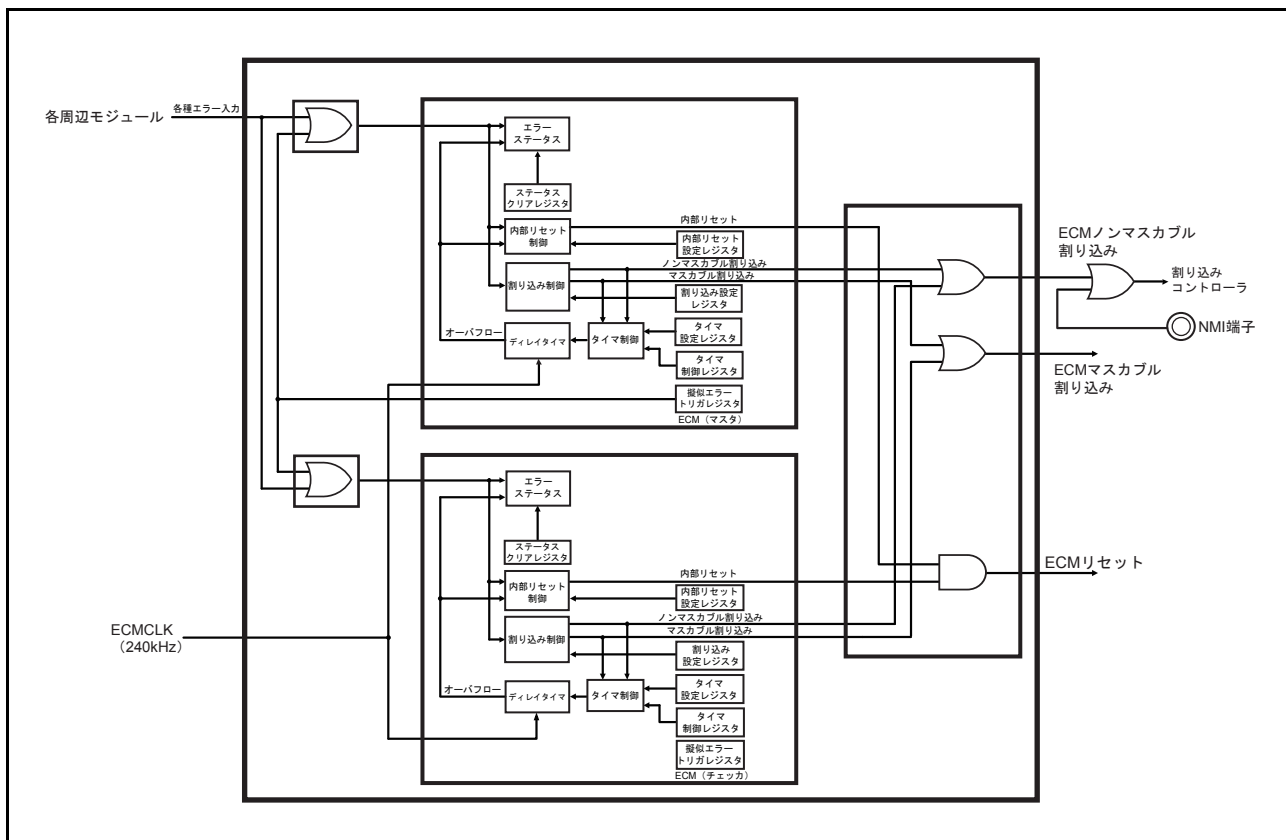 各周辺モジュール
各種エラー入力
エラー
ステータス
ステータス
クリアレジスタ
内部リセット
制御
内部リセット
内部リセット
設定レジスタ
ノンマスカブル割り込み
マスカブル割り込み
割り込み制御
割り込み設定
レジスタ
オーバフロー
ディレイタイマ
タイマ制御
タイマ
設定レジスタ
タイマ
制御レジスタ
擬似エラー
トリガレジスタ
ECM（マスタ）
ECMノンマスカブル
割り込み
割り込み
コントローラ
NMI端子
ECMマスカブル
割り込み
エラー
ステータス
ステータス
クリアレジスタ
内部リセット
制御
内部リセット
内部リセット
設定レジスタ
ノンマスカブル割り込み
マスカブル割り込み
割り込み制御
割り込み
設定レジスタ
オーバフロー
ディレイタイマ
タイマ制御
タイマ
設定レジスタ
タイマ
制御レジスタ
擬似エラー
トリガレジスタ
ECM（チェッカ）
ECMリセット
ECMCLK
（240kHz）